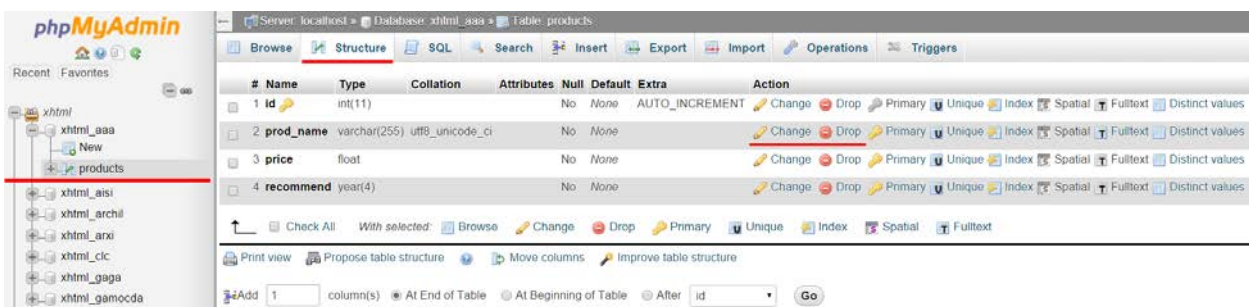 phpMyAdmin
Recent Favorites
xhtml
xhtml_aaa
New
products
xhtml_aisi
xhtml_archil
xhtml_arxi
xhtml_clc
xhtml_gaga
xhtml_gamocda
Server: localhost » Database: xhtml_aaa » Table: products
Browse Structure SQL Search Insert Export Import Operations Triggers
# Name Type Collation Attributes Null Default Extra Action
1 id int(11) No None AUTO_INCREMENT Change Drop Primary Unique Index Spatial Fulltext Distinct values
2 prod_name varchar(255) utf8_unicode_ci No None Change Drop Primary Unique Index Spatial Fulltext Distinct values
3 price float No None Change Drop Primary Unique Index Spatial Fulltext Distinct values
4 recommend year(4) No None Change Drop Primary Unique Index Spatial Fulltext Distinct values
Check All With selected: Browse Change Drop Primary Unique Index Spatial Fulltext
Print view Propose table structure Move columns Improve table structure
Add 1 column(s) At End of Table At Beginning of Table After id Go